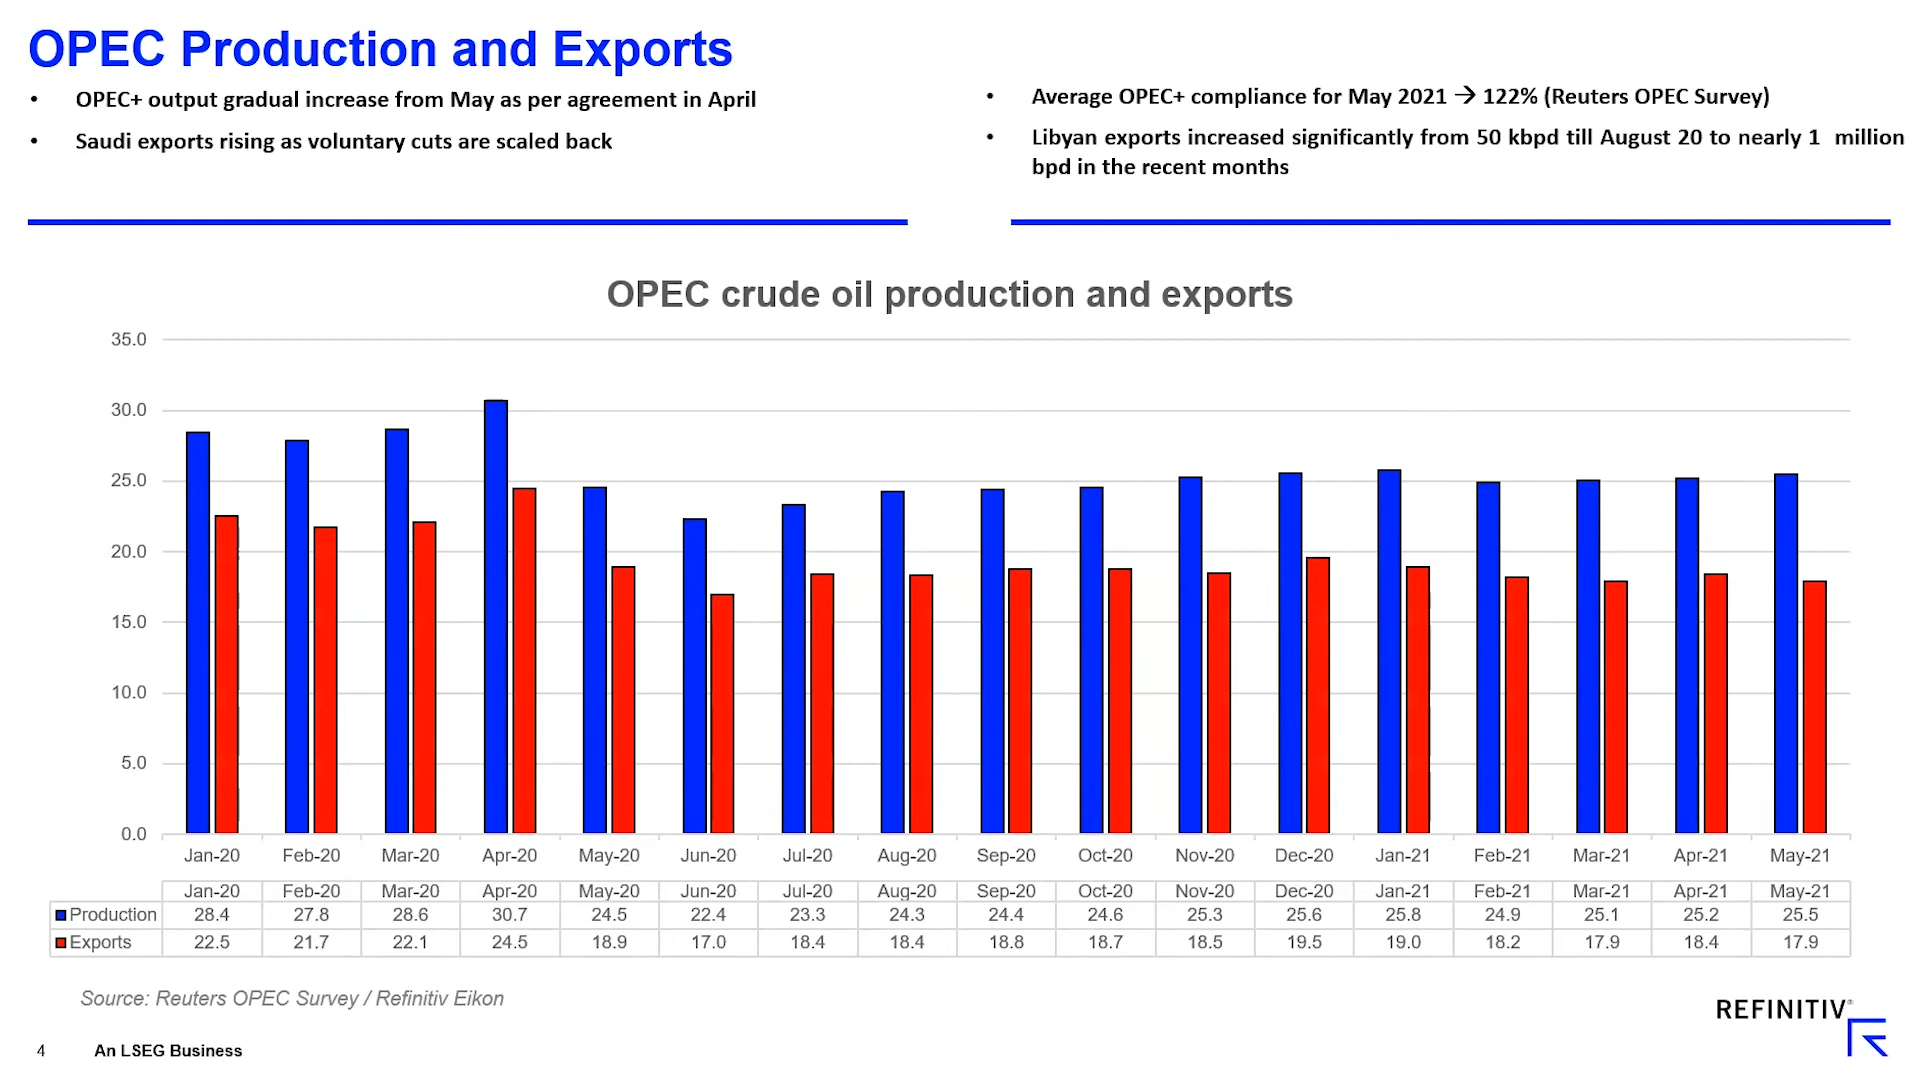 OPEC Production and Exports
• OPEC+ output gradual increase from May as per agreement in April
• Saudi exports rising as voluntary cuts are scaled back
• Average OPEC+ compliance for May 2021 → 122% (Reuters OPEC Survey)
• Libyan exports increased significantly from 50 kbpd till August 20 to nearly 1 million
bpd in the recent months
OPEC crude oil production and exports
35.0
30.0
25.0
20.0
15.0
10.0
5.0
0.0
Jan-20 Feb-20 Mar-20 Apr-20 May-20 Jun-20 Jul-20 Aug-20 Sep-20 Oct-20 Nov-20 Dec-20 Jan-21 Feb-21 Mar-21 Apr-21 May-21
Jan-20 Feb-20 Mar-20 Apr-20 May-20 Jun-20 Jul-20 Aug-20 Sep-20 Oct-20 Nov-20 Dec-20 Jan-21 Feb-21 Mar-21 Apr-21 May-21
Production 28.4 27.8 28.6 30.7 24.5 22.4 23.3 24.3 24.4 24.6 25.3 25.6 25.8 24.9 25.1 25.2 25.5
Exports 22.5 21.7 22.1 24.5 18.9 17.0 18.4 18.4 18.8 18.7 18.5 19.5 19.0 18.2 17.9 18.4 17.9
Source: Reuters OPEC Survey / Refinitiv Eikon
REFINITIV®
4 An LSEG Business